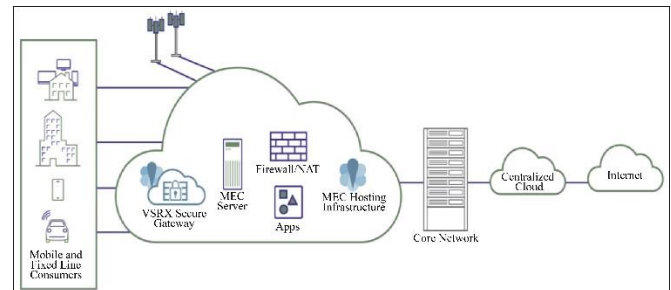 Firewall/NAT
VSRX Secure
Gateway
MEC
Server
Apps
MEC Hosting
Infrastructure
Centralized
Cloud
Internet
Core Network
Mobile and
Fixed Line
Consumers